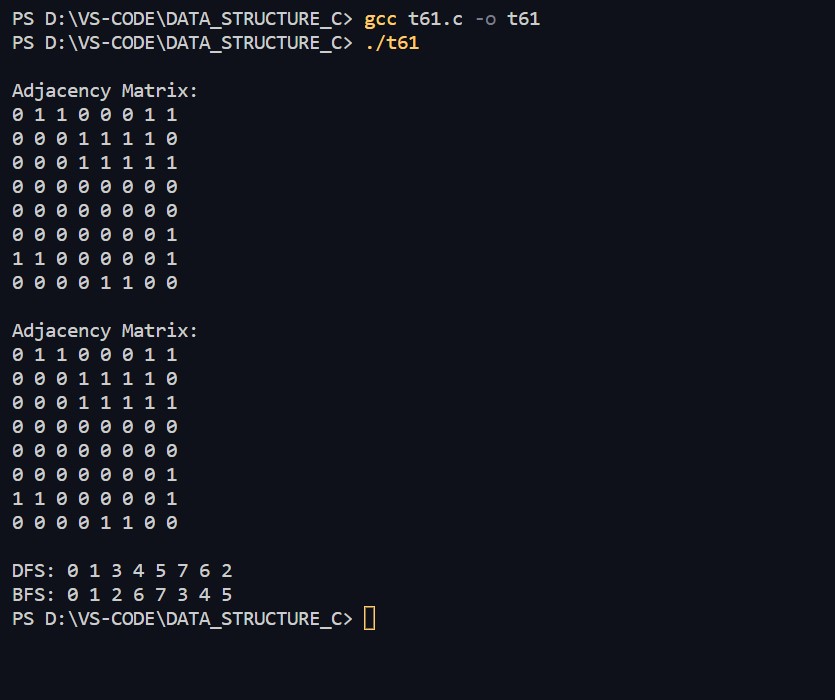 PS D:\VS-CODE\DATA_STRUCTURE_C> gcc t61.c -o t61
PS D:\VS-CODE\DATA_STRUCTURE_C> ./t61
Adjacency Matrix:
0 1 1 0 0 0 1 1
0 0 0 1 1 1 1 0
0 0 0 1 1 1 1 1
0 0 0 0 0 0 0 0
0 0 0 0 0 0 0 0
0 0 0 0 0 0 0 1
1 1 0 0 0 0 0 1
0 0 0 0 1 1 0 0
Adjacency Matrix:
0 1 1 0 0 0 1 1
0 0 0 1 1 1 1 0
0 0 0 1 1 1 1 1
0 0 0 0 0 0 0 0
0 0 0 0 0 0 0 0
0 0 0 0 0 0 0 1
1 1 0 0 0 0 0 1
0 0 0 0 1 1 0 0
DFS: 0 1 3 4 5 7 6 2
BFS: 0 1 2 6 7 3 4 5
PS D:\VS-CODE\DATA_STRUCTURE_C>